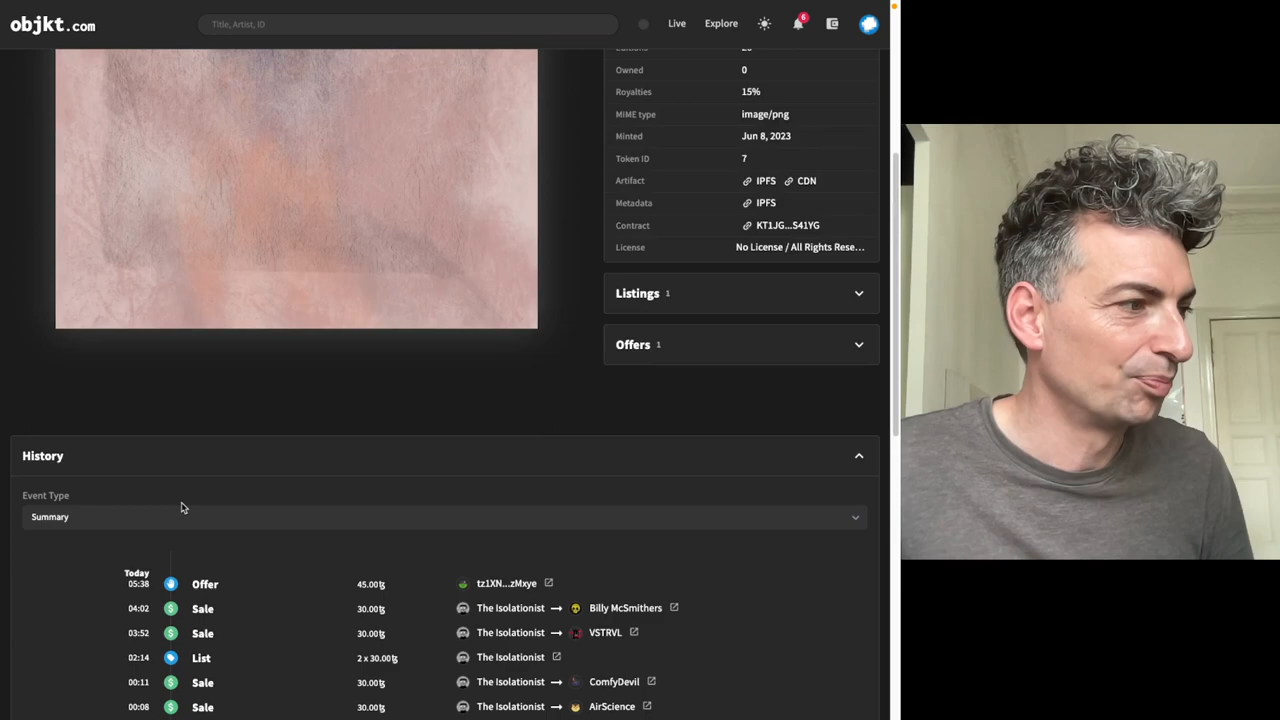 objkt.com
Title, Artist, ID
Live
Explore
6
Owned 0
Royalties 15%
MIME type image/png
Minted Jun 8, 2023
Token ID 7
Artifact IPFS CDN
Metadata IPFS
Contract KT1JG...S41YG
License No License / All Rights Rese...
Listings 1
Offers 1
History
Event Type
Summary
Today
05:38 Offer 45.00ꜩ tz1XN...zMxye
04:02 Sale 30.00ꜩ The Isolationist → Billy McSmithers
03:52 Sale 30.00ꜩ The Isolationist → VSTRVL
02:14 List 2 x 30.00ꜩ The Isolationist
00:11 Sale 30.00ꜩ The Isolationist → ComfyDevil
00:08 Sale 30.00ꜩ The Isolationist → AirScience